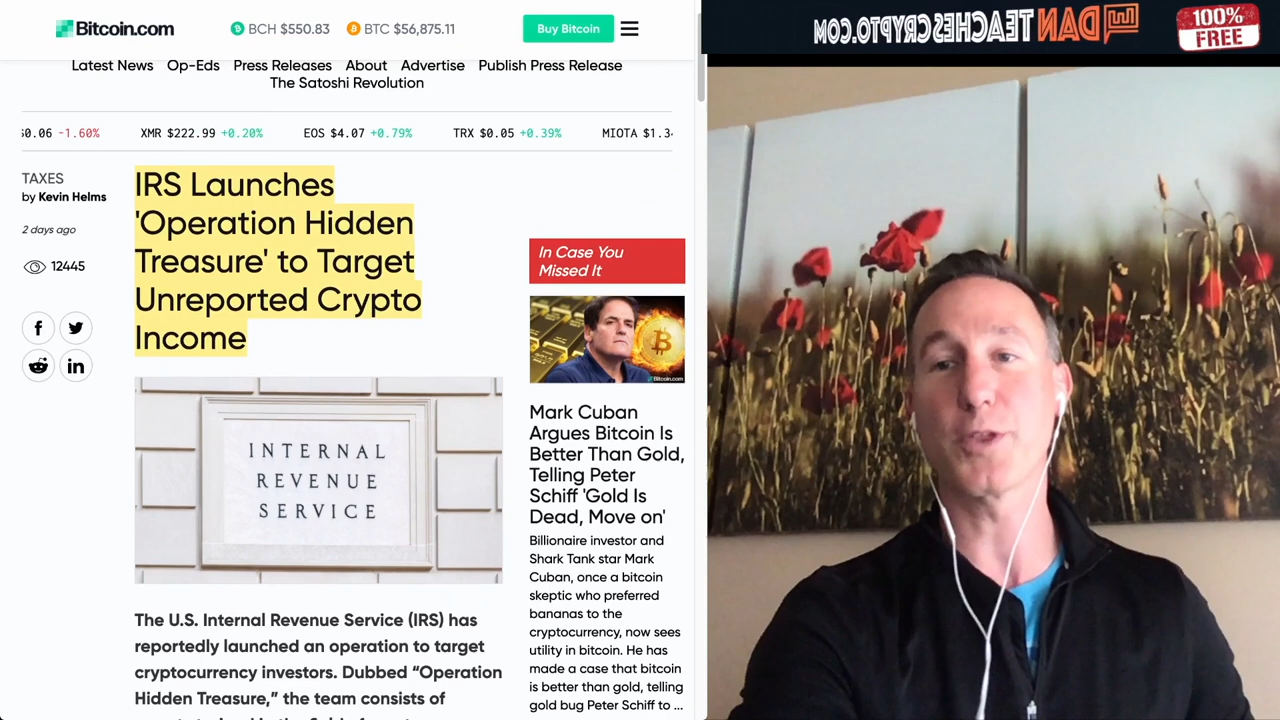 Bitcoin.com
BCH $550.83
BTC $56,875.11
Buy Bitcoin
Latest News Op-Eds Press Releases About Advertise Publish Press Release
The Satoshi Revolution
-1.60% XMR $222.99 +0.20% EOS $4.07 +0.79% TRX $0.05 +0.39% MIOTA
TAXES
by Kevin Helms
2 days ago
12445
IRS Launches
'Operation Hidden
Treasure' to Target
Unreported Crypto
Income
INTERNAL
REVENUE
SERVICE
The U.S. Internal Revenue Service (IRS) has
reportedly launched an operation to target
cryptocurrency investors. Dubbed “Operation
Hidden Treasure,” the team consists of
In Case You
Missed It
Bitcoin.com
Mark Cuban
Argues Bitcoin Is
Better Than Gold,
Telling Peter
Schiff 'Gold Is
Dead, Move on'
Billionaire investor and
Shark Tank star Mark
Cuban, once a bitcoin
skeptic who preferred
bananas to the
cryptocurrency, now sees
utility in bitcoin. He has
made a case that bitcoin
is better than gold, telling
gold bug Peter Schiff to ...
DAN TEACHES CRYPTO.COM
100%
FREE